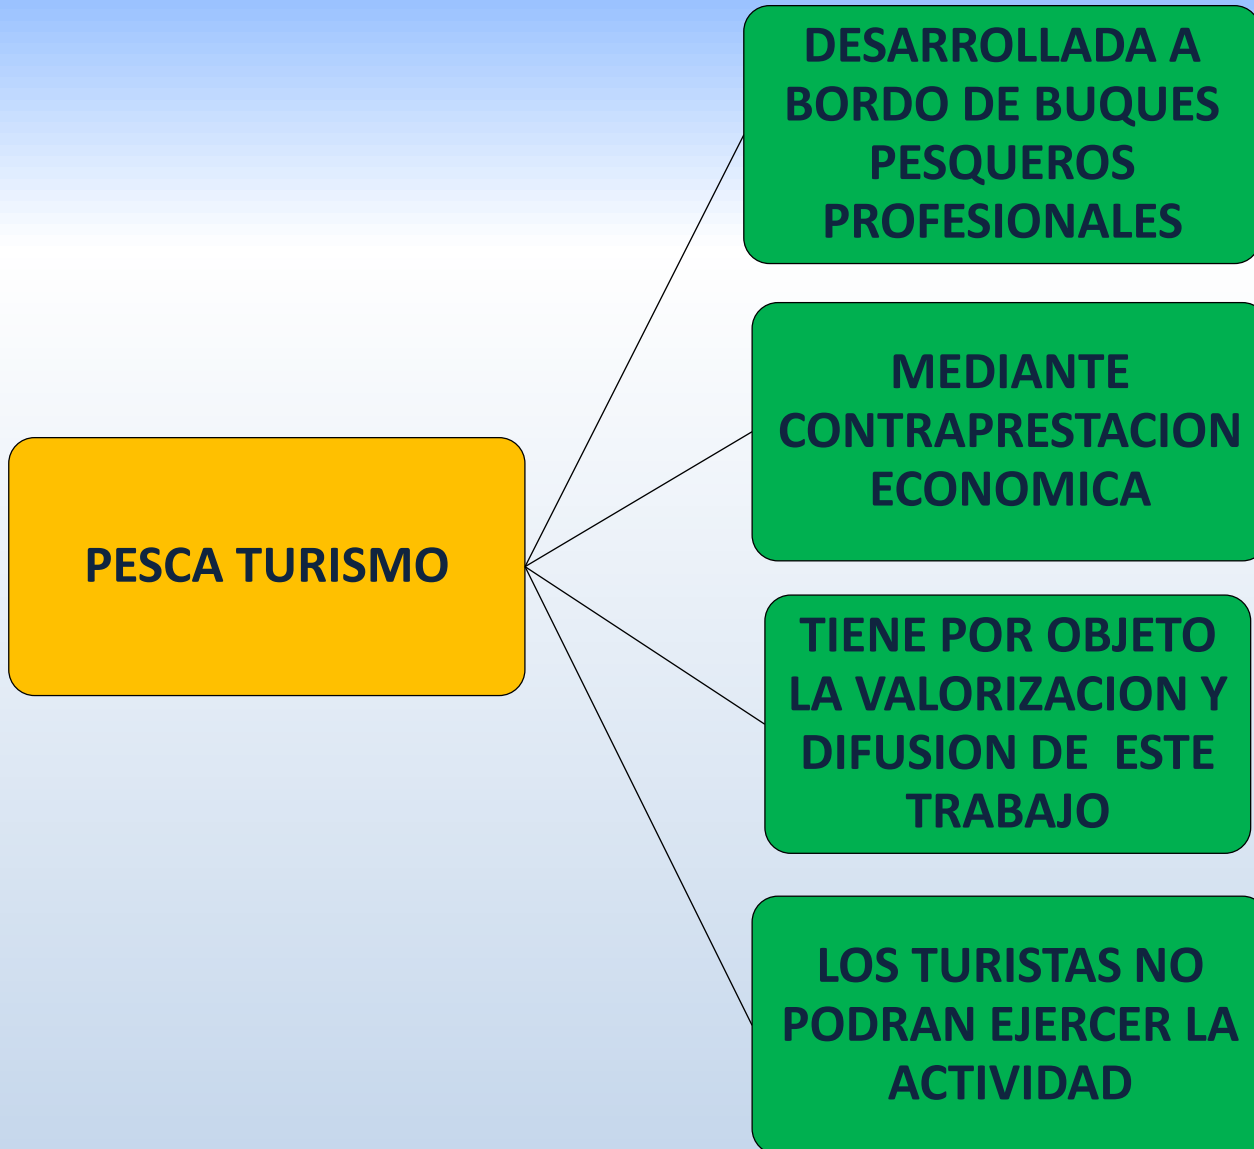 DESARROLLADA A
BORDO DE BUQUES
PESQUEROS
PROFESIONALES
MEDIANTE
CONTRAPRESTACION
ECONOMICA
PESCA TURISMO
TIENE POR OBJETO
LA VALORIZACION Y
DIFUSION DE  ESTE
TRABAJO
LOS TURISTAS NO
PODRAN EJERCER LA
ACTIVIDAD